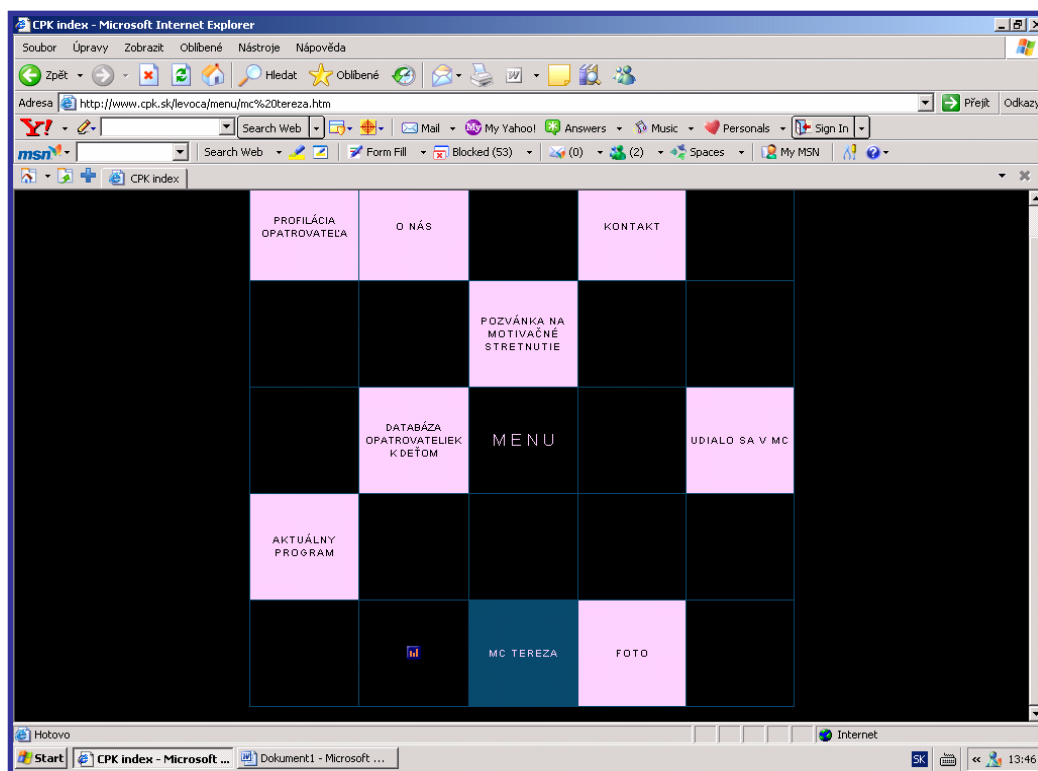 CPK index - Microsoft Internet Explorer
Soubor Úpravy Zobrazit Oblíbené Nástroje Nápověda
Zpět Hledat Oblíbené
Adresa http://www.cpk.sk/levoca/menu/mc%20tereza.htm Přejít Odkazy
Y! Search Web Mail My Yahoo! Answers Music Personals Sign In
msn Search Web Form Fill Blocked (53) (0) (2) Spaces My MSN
CPK index
PROFILÁCIA
OPATROVATEĽA
O NÁS
KONTAKT
POZVÁNKA NA
MOTIVAČNÉ
STRETNUTIE
DATABÁZA
OPATROVATELIEK
K DEŤOM
MENU
UDIALO SA V MC
AKTUÁLNY
PROGRAM
MC TEREZA
FOTO
Hotovo Internet
Start CPK index - Microsoft ... Dokument1 - Microsoft ... SK « 13:46